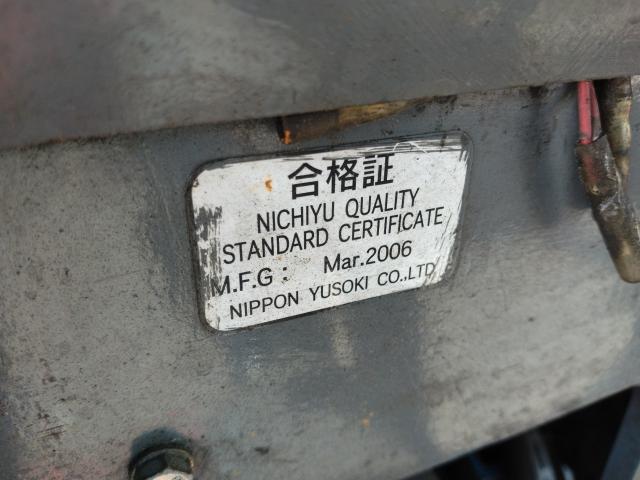 合格証
NICHIYU QUALITY
STANDARD CERTIFICATE
M.F.G : Mar.2006
NIPPON YUSOKI CO.,LTD